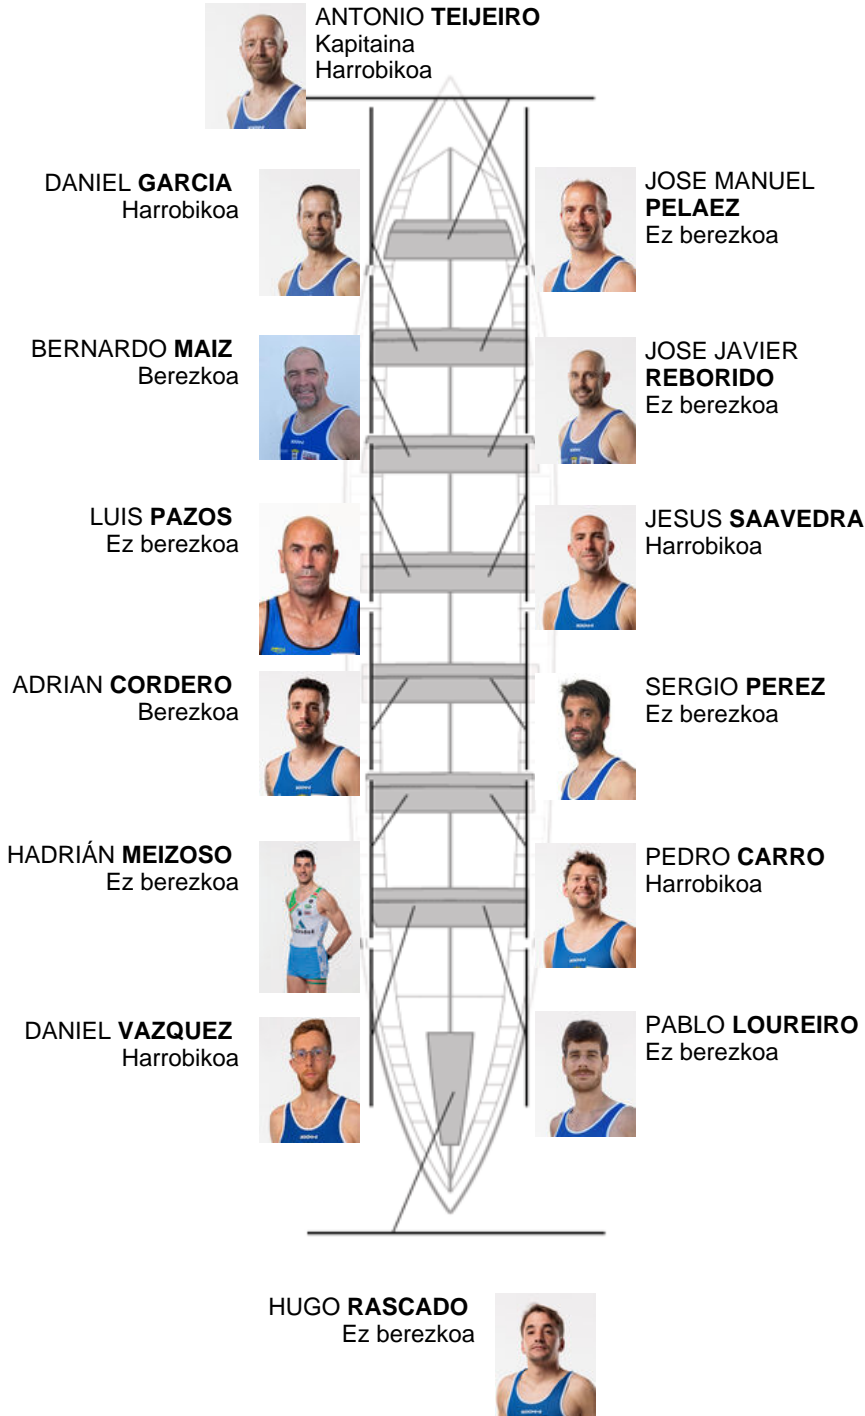 ANTONIO TEIJEIRO
Kapitaina
Harrobikoa
DANIEL GARCIA
Harrobikoa
JOSE MANUEL
PELAEZ
Ez berezkoa
BERNARDO MAIZ
Berezkoa
JOSE JAVIER
REBORIDO
Ez berezkoa
LUIS PAZOS
Ez berezkoa
JESUS SAAVEDRA
Harrobikoa
ADRIAN CORDERO
Berezkoa
SERGIO PEREZ
Ez berezkoa
HADRIÁN MEIZOSO
Ez berezkoa
PEDRO CARRO
Harrobikoa
DANIEL VAZQUEZ
Harrobikoa
PABLO LOUREIRO
Ez berezkoa
HUGO RASCADO
Ez berezkoa